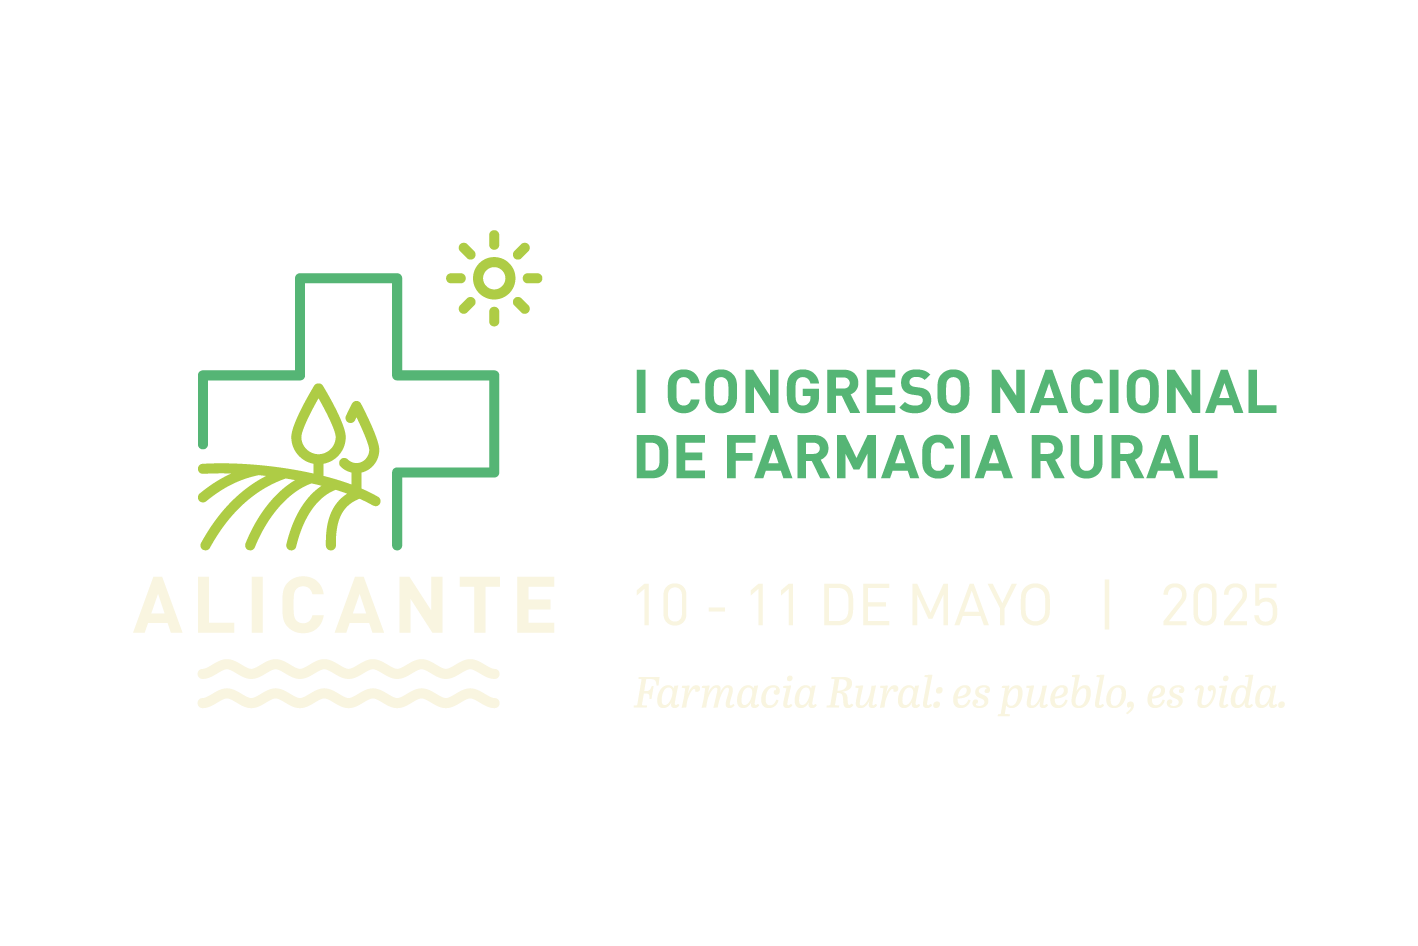 I CONGRESO NACIONAL
DE FARMACIA RURAL
ALICANTE
10 - 11 DE MAYO | 2025
Farmacia Rural: es pueblo, es vida.